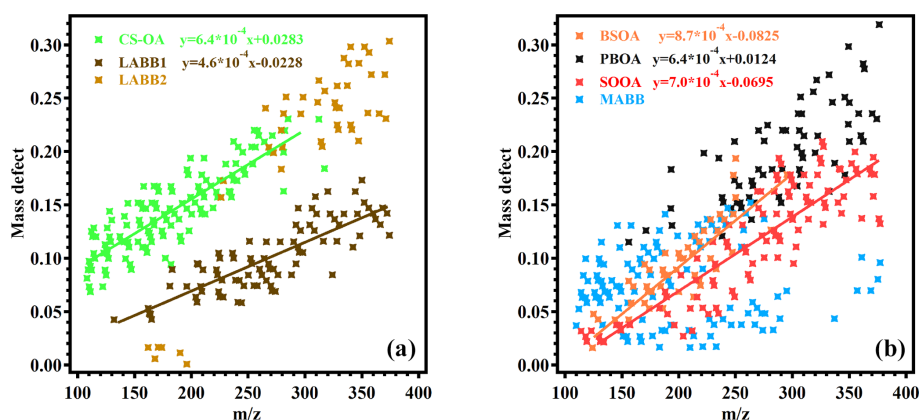 CS-OA y=6.4*10^-4x+0.0283
LABB1 y=4.6*10^-4x-0.0228
LABB2
Mass defect
0.30
0.25
0.20
0.15
0.10
0.05
0.00
(a)
100 150 200 250 300 350 400
m/z
BSOA y=8.7*10^-4x-0.0825
PBOA y=6.4*10^-4x+0.0124
SOOA y=7.0*10^-4x-0.0695
MABB
Mass defect
0.30
0.25
0.20
0.15
0.10
0.05
0.00
(b)
100 150 200 250 300 350 400
m/z